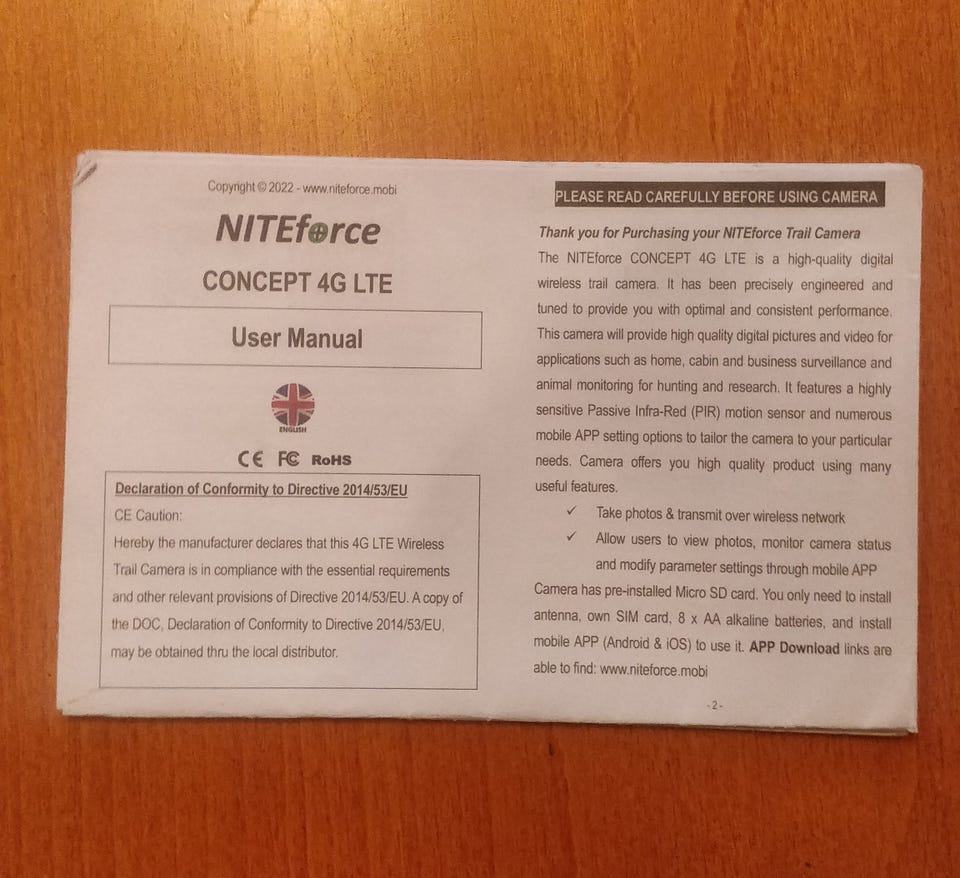 Copyright © 2022 - www.niteforce.mobi
NITEforce
CONCEPT 4G LTE
User Manual
ENGLISH
CE FC RoHS
Declaration of Conformity to Directive 2014/53/EU
CE Caution:
Hereby the manufacturer declares that this 4G LTE Wireless
Trail Camera is in compliance with the essential requirements
and other relevant provisions of Directive 2014/53/EU. A copy of
the DOC, Declaration of Conformity to Directive 2014/53/EU,
may be obtained thru the local distributor.
PLEASE READ CAREFULLY BEFORE USING CAMERA
Thank you for Purchasing your NITEforce Trail Camera
The NITEforce CONCEPT 4G LTE is a high-quality digital
wireless trail camera. It has been precisely engineered and
tuned to provide you with optimal and consistent performance.
This camera will provide high quality digital pictures and video for
applications such as home, cabin and business surveillance and
animal monitoring for hunting and research. It features a highly
sensitive Passive Infra-Red (PIR) motion sensor and numerous
mobile APP setting options to tailor the camera to your particular
needs. Camera offers you high quality product using many
useful features.
✓ Take photos & transmit over wireless network
✓ Allow users to view photos, monitor camera status
and modify parameter settings through mobile APP
Camera has pre-installed Micro SD card. You only need to install
antenna, own SIM card, 8 x AA alkaline batteries, and install
mobile APP (Android & iOS) to use it. APP Download links are
able to find: www.niteforce.mobi
-2-